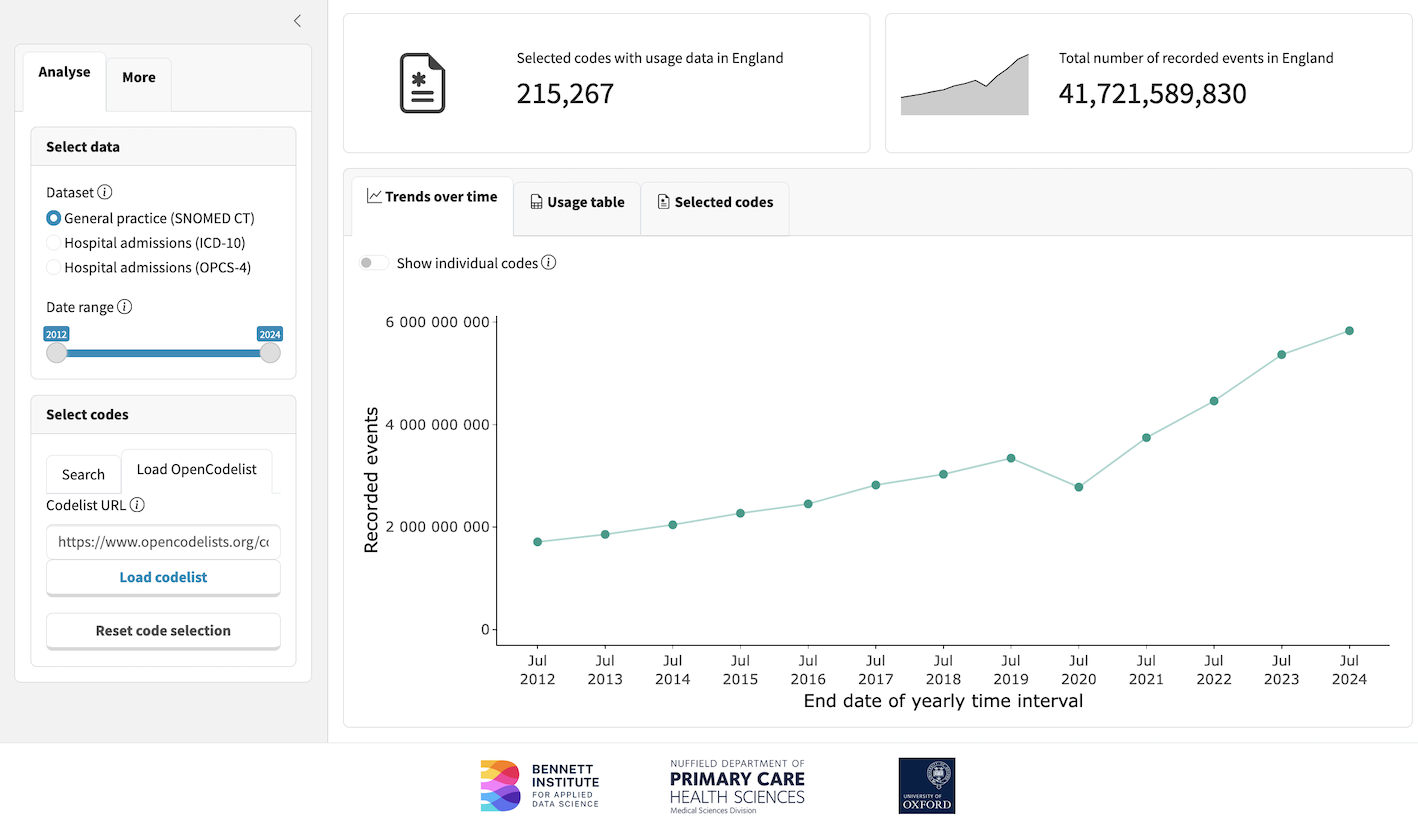 Analyse
More
Select data
Dataset
General practice (SNOMED CT)
Hospital admissions (ICD-10)
Hospital admissions (OPCS-4)
Date range
2012
2024
Select codes
Search
Load OpenCodelist
Codelist URL
https://www.opencodelists.org/co
Load codelist
Reset code selection
Selected codes with usage data in England
215,267
Total number of recorded events in England
41,721,589,830
Trends over time
Usage table
Selected codes
Show individual codes
Recorded events
6 000 000 000
4 000 000 000
2 000 000 000
0
Jul 2012
Jul 2013
Jul 2014
Jul 2015
Jul 2016
Jul 2017
Jul 2018
Jul 2019
Jul 2020
Jul 2021
Jul 2022
Jul 2023
Jul 2024
End date of yearly time interval
BENNETT
INSTITUTE
FOR APPLIED
DATA SCIENCE
NUFFIELD DEPARTMENT OF
PRIMARY CARE
HEALTH SCIENCES
Medical Sciences Division
UNIVERSITY OF
OXFORD